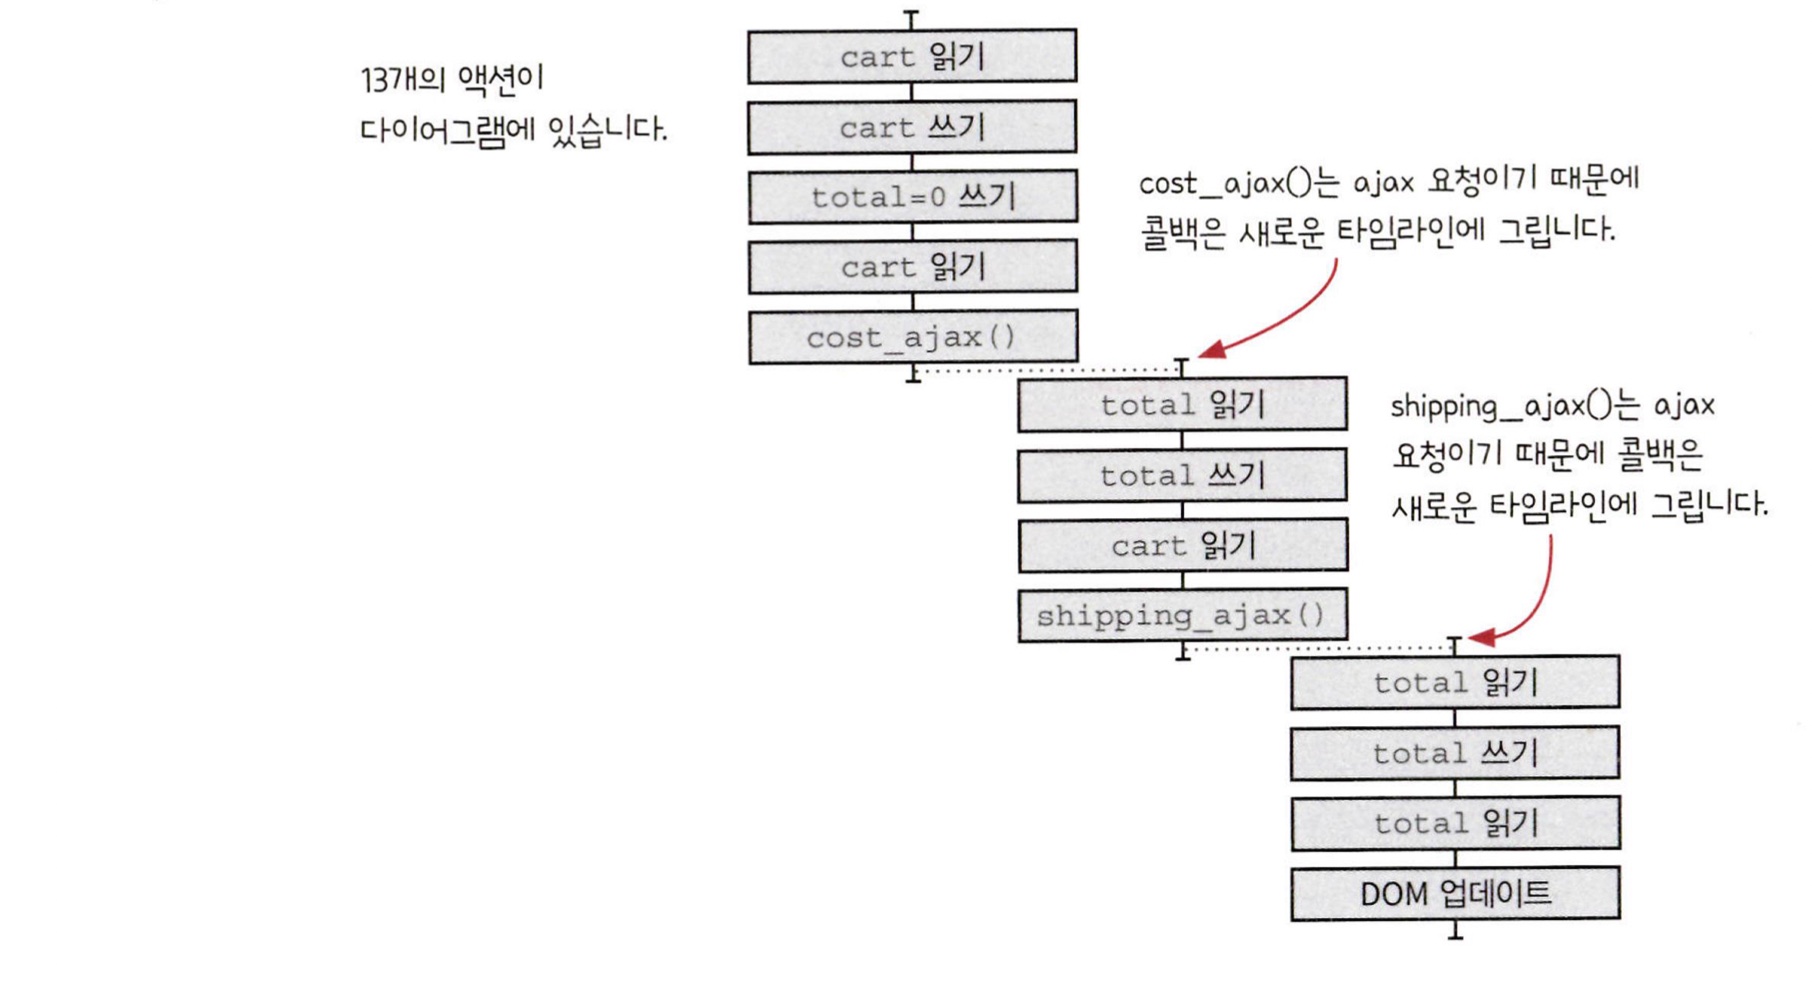 13개의 액션이
다이어그램에 있습니다.
cart 읽기
cart 쓰기
total=0 쓰기
cart 읽기
cost_ajax()
cost_ajax()는 ajax 요청이기 때문에
콜백은 새로운 타임라인에 그립니다.
total 읽기
total 쓰기
cart 읽기
shipping_ajax()
shipping_ajax()는 ajax
요청이기 때문에 콜백은
새로운 타임라인에 그립니다.
total 읽기
total 쓰기
total 읽기
DOM 업데이트